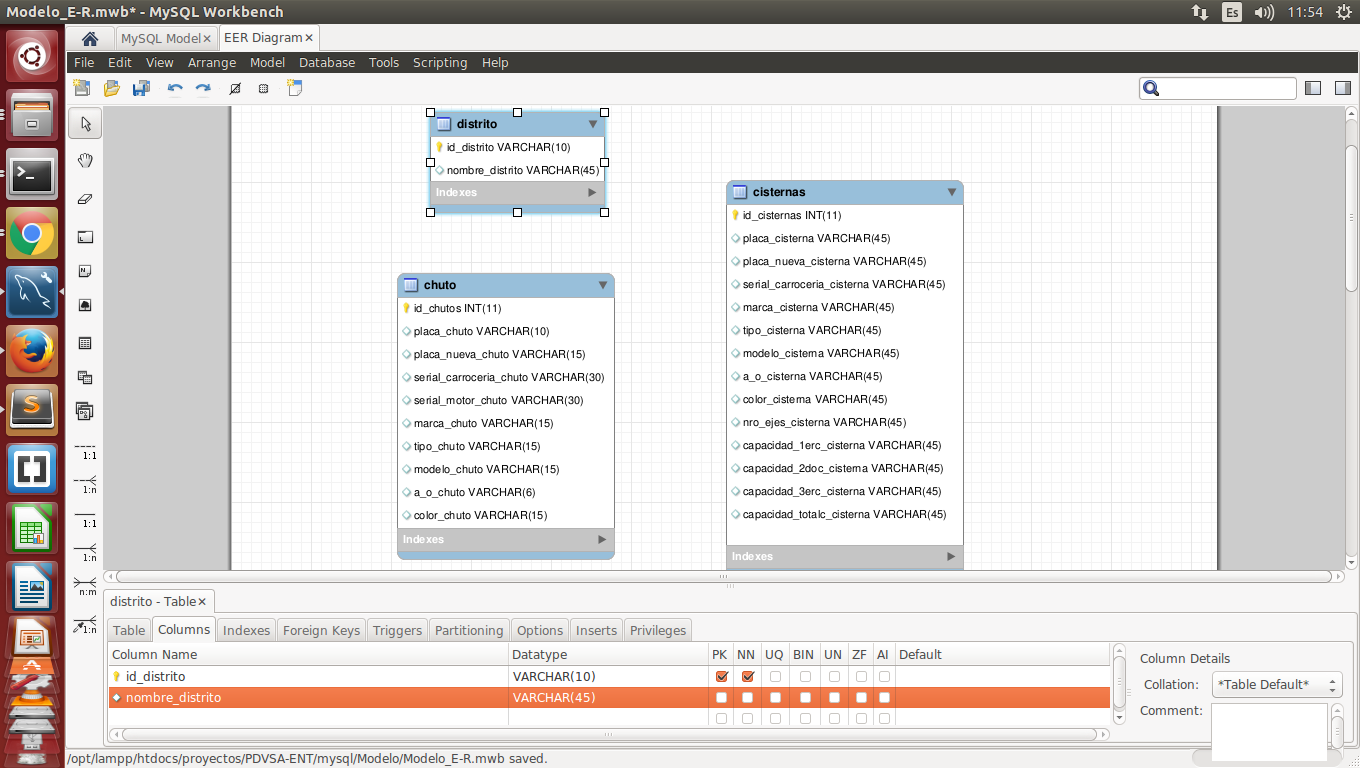 Modelo_E-R.mwb* - MySQL Workbench
Es
11:54
MySQL Model×
EER Diagram×
File Edit View Arrange Model Database Tools Scripting Help
distrito
id_distrito VARCHAR(10)
nombre_distrito VARCHAR(45)
Indexes
cisternas
id_cisternas INT(11)
placa_cisterna VARCHAR(45)
placa_nueva_cisterna VARCHAR(45)
serial_carroceria_cisterna VARCHAR(45)
marca_cisterna VARCHAR(45)
tipo_cisterna VARCHAR(45)
modelo_cisterna VARCHAR(45)
a_o_cisterna VARCHAR(45)
color_cisterna VARCHAR(45)
nro_ejes_cisterna VARCHAR(45)
capacidad_1erc_cisterna VARCHAR(45)
capacidad_2doc_cisterna VARCHAR(45)
capacidad_3erc_cisterna VARCHAR(45)
capacidad_totalc_cisterna VARCHAR(45)
Indexes
chuto
id_chutos INT(11)
placa_chuto VARCHAR(10)
placa_nueva_chuto VARCHAR(15)
serial_carroceria_chuto VARCHAR(30)
serial_motor_chuto VARCHAR(30)
marca_chuto VARCHAR(15)
tipo_chuto VARCHAR(15)
modelo_chuto VARCHAR(15)
a_o_chuto VARCHAR(6)
color_chuto VARCHAR(15)
Indexes
1:1
1:n
1:1
1:n
n:m
1:n
distrito - Table×
Table Columns Indexes Foreign Keys Triggers Partitioning Options Inserts Privileges
Column Name Datatype PK NN UQ BIN UN ZF AI Default
id_distrito VARCHAR(10)
nombre_distrito VARCHAR(45)
Column Details
Collation: *Table Default*
Comment:
/opt/lampp/htdocs/proyectos/PDVSA-ENT/mysql/Modelo/Modelo_E-R.mwb saved.